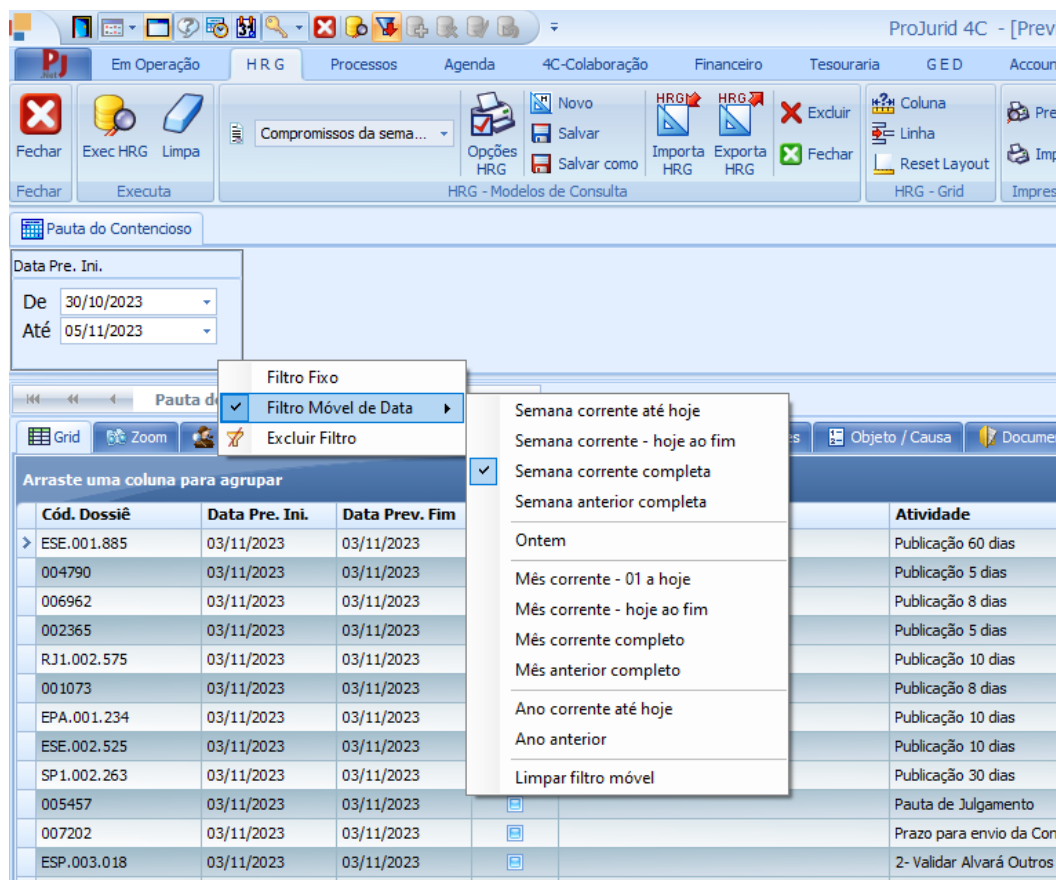 ProJurid 4C - [Prev
PJ .Net
Em Operação HRG Processos Agenda 4C-Colaboração Financeiro Tesouraria GED Accoun
Fechar
Exec HRG Limpa
Compromissos da sema...
Opções HRG
Novo
Salvar
Salvar como
HRG Importa HRG
HRG Exporta HRG
Excluir
Fechar
Coluna
Linha
Reset Layout
Pre
Imp
Fechar Executa HRG - Modelos de Consulta HRG - Grid Impres
Pauta do Contencioso
Data Pre. Ini.
De 30/10/2023
Até 05/11/2023
Filtro Fixo
Filtro Móvel de Data
Excluir Filtro
Semana corrente até hoje
Semana corrente - hoje ao fim
Semana corrente completa
Semana anterior completa
Ontem
Mês corrente - 01 a hoje
Mês corrente - hoje ao fim
Mês corrente completo
Mês anterior completo
Ano corrente até hoje
Ano anterior
Limpar filtro móvel
Pauta d
Grid Zoom es Objeto / Causa Docume
Arraste uma coluna para agrupar
Cód. Dossiê Data Pre. Ini. Data Prev. Fim Atividade
ESE.001.885 03/11/2023 03/11/2023 Publicação 60 dias
004790 03/11/2023 03/11/2023 Publicação 5 dias
006962 03/11/2023 03/11/2023 Publicação 8 dias
002365 03/11/2023 03/11/2023 Publicação 5 dias
RJ1.002.575 03/11/2023 03/11/2023 Publicação 10 dias
001073 03/11/2023 03/11/2023 Publicação 8 dias
EPA.001.234 03/11/2023 03/11/2023 Publicação 10 dias
ESE.002.525 03/11/2023 03/11/2023 Publicação 10 dias
SP1.002.263 03/11/2023 03/11/2023 Publicação 30 dias
005457 03/11/2023 03/11/2023 Pauta de Julgamento
007202 03/11/2023 03/11/2023 Prazo para envio da Con
ESP.003.018 03/11/2023 03/11/2023 2- Validar Alvará Outros